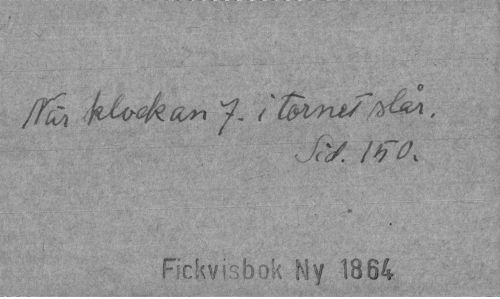 När klockan 7. i tornet slår.
Sid. 150.
Fickvisbok Ny 1864